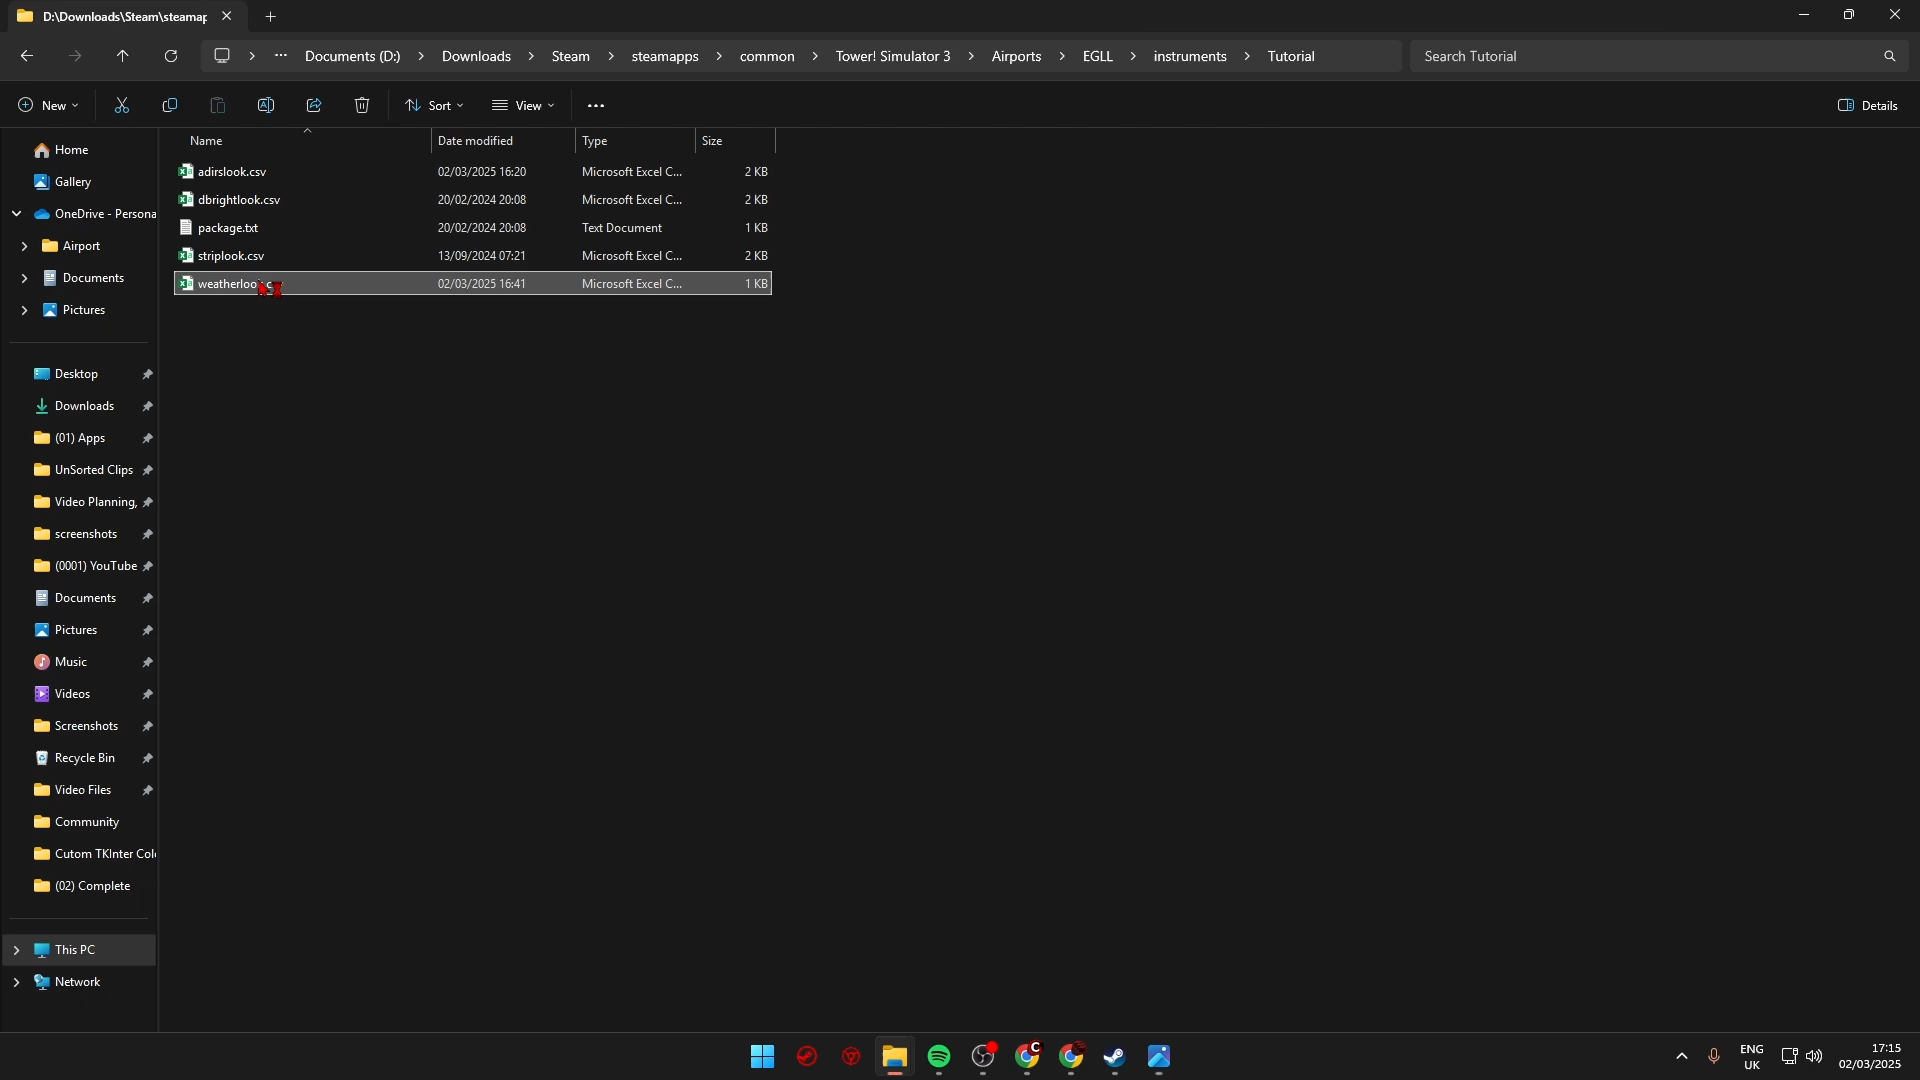 D:\Downloads\Steam\steamap
Documents (D:) Downloads Steam steamapps common Tower! Simulator 3 Airports EGLL instruments Tutorial
Search Tutorial
New Sort View Details
Name Date modified Type Size
adirslook.csv 02/03/2025 16:20 Microsoft Excel C... 2 KB
dbrightlook.csv 20/02/2024 20:08 Microsoft Excel C... 2 KB
package.txt 20/02/2024 20:08 Text Document 1 KB
striplook.csv 13/09/2024 07:21 Microsoft Excel C... 2 KB
02/03/2025 16:41 Microsoft Excel C... 1 KB
Home
Gallery
OneDrive - Persona
Airport
Documents
Pictures
Desktop
Downloads
(01) Apps
UnSorted Clips
Video Planning,
screenshots
(0001) YouTube
Documents
Pictures
Music
Videos
Screenshots
Recycle Bin
Video Files
Community
Cutom TKInter Col
(02) Complete
This PC
Network
C
ENG
UK
17:15
02/03/2025